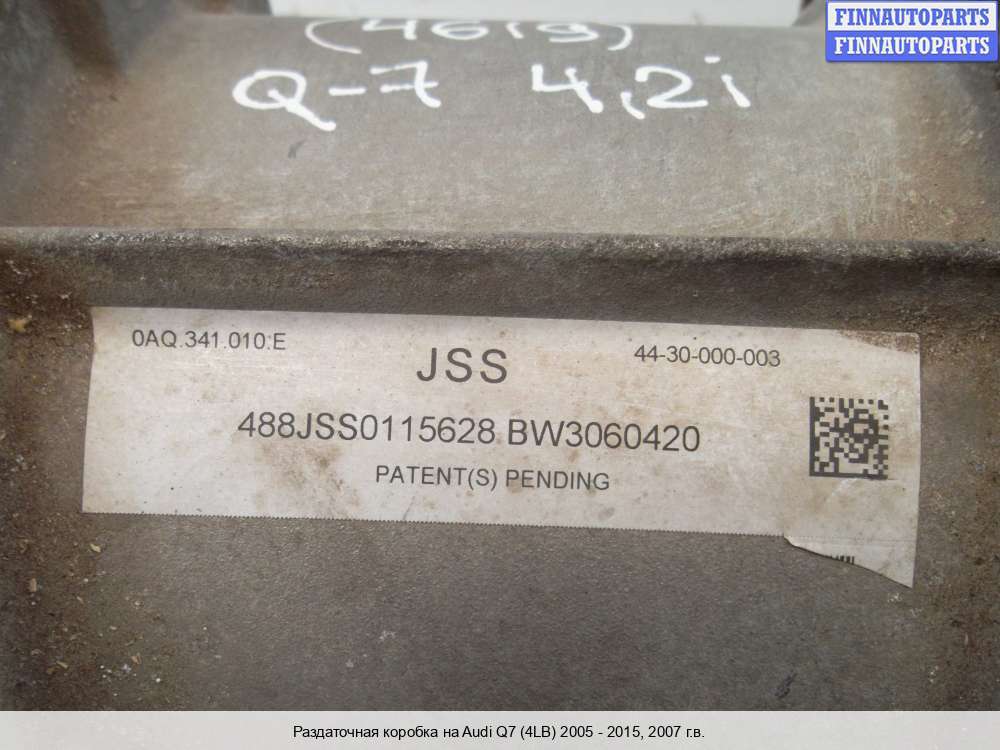 FINNAUTOPARTS
FINNAUTOPARTS
(4619)
Q-7 4,2i
0AQ.341.010.E
JSS
44-30-000-003
488JSS0115628 BW3060420
PATENT(S) PENDING
Раздаточная коробка на Audi Q7 (4LB) 2005 - 2015, 2007 г.в.